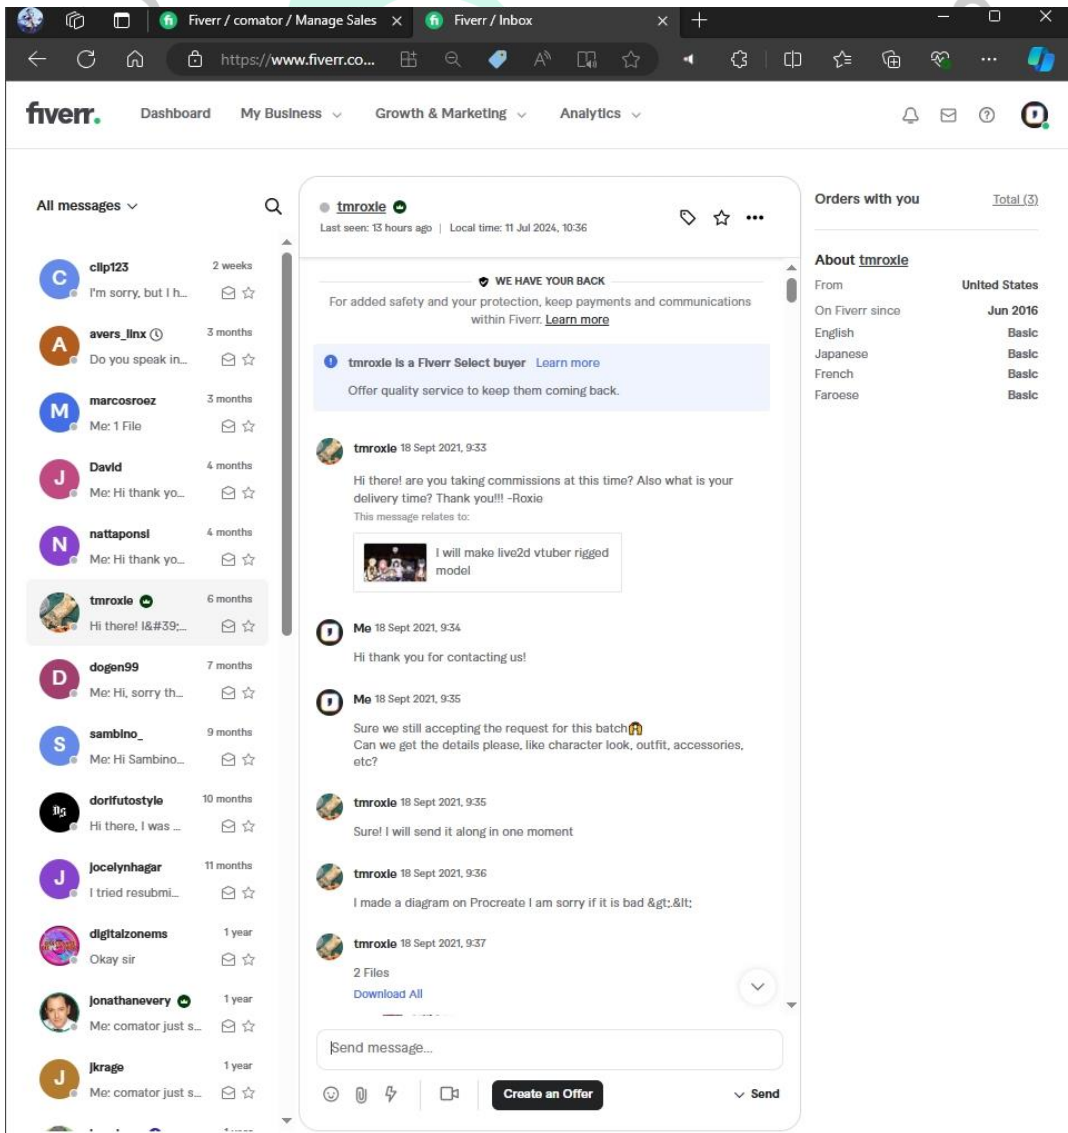 Fiverr / comator / Manage Sales
Fiverr / Inbox
https://www.fiverr.co...
fiverr.
Dashboard
My Business
Growth & Marketing
Analytics
All messages
clip123
2 weeks
I'm sorry, but I h...
avers_linx
3 months
Do you speak in...
marcosroez
3 months
Me: 1 File
David
4 months
Me: Hi thank yo...
nattaponsi
4 months
Me: Hi thank yo...
tmroxie
6 months
Hi there! I&#39;...
dogen99
7 months
Me: Hi, sorry th...
sambino_
9 months
Me: Hi Sambino...
dorifutostyle
10 months
Hi there, I was ...
jocelynhagar
11 months
I tried resubmi...
digitalzonems
1 year
Okay sir
jonathanevery
1 year
Me: comator just s...
jkrage
1 year
Me: comator just s...
C
A
M
J
N
D
S
J
J
tmroxie
Last seen: 13 hours ago | Local time: 11 Jul 2024, 10:36
WE HAVE YOUR BACK
For added safety and your protection, keep payments and communications
within Fiverr. Learn more
tmroxie is a Fiverr Select buyer Learn more
Offer quality service to keep them coming back.
tmroxie 18 Sept 2021, 9:33
Hi there! are you taking commissions at this time? Also what is your
delivery time? Thank you!!! -Roxie
This message relates to:
I will make live2d vtuber rigged
model
Me 18 Sept 2021, 9:34
Hi thank you for contacting us!
Me 18 Sept 2021, 9:35
Sure we still accepting the request for this batch🙌
Can we get the details please, like character look, outfit, accessories,
etc?
tmroxie 18 Sept 2021, 9:35
Sure! I will send it along in one moment
tmroxie 18 Sept 2021, 9:36
I made a diagram on Procreate I am sorry if it is bad &gt;.&lt;
tmroxie 18 Sept 2021, 9:37
2 Files
Download All
Send message...
Create an Offer
Send
Orders with you
Total (3)
About tmroxie
From
United States
On Fiverr since
Jun 2016
English
Basic
Japanese
Basic
French
Basic
Faroese
Basic